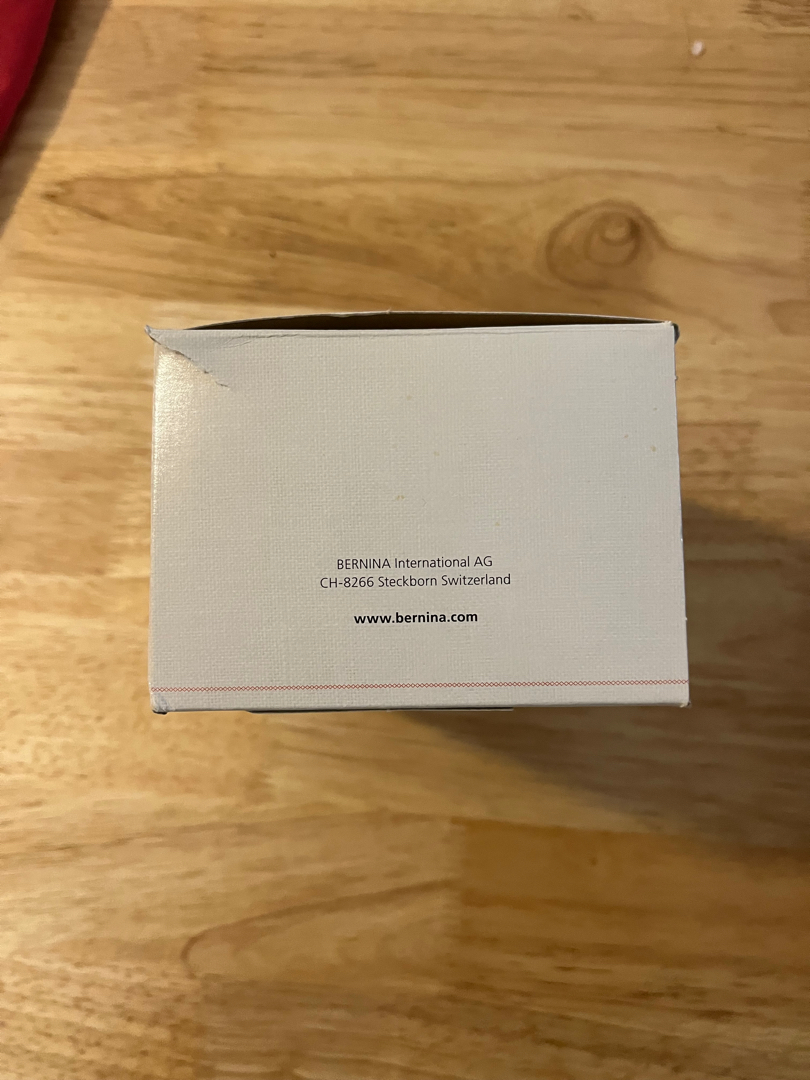 BERNINA International AG
CH-8266 Steckborn Switzerland
www.bernina.com